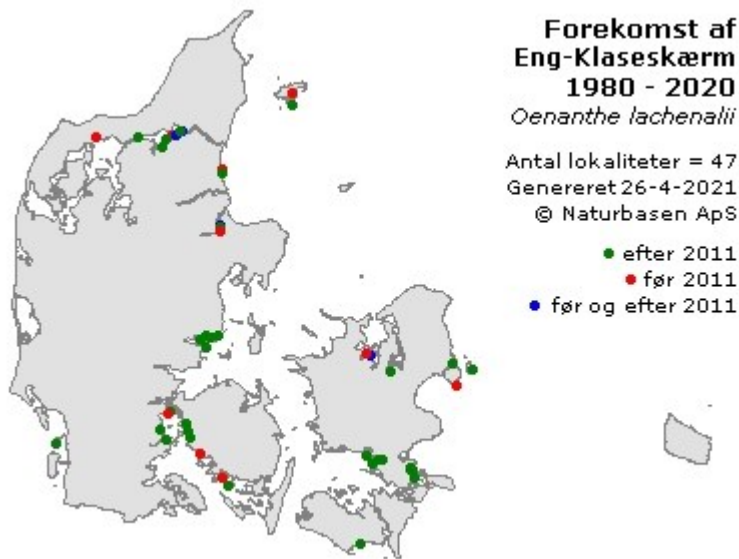 Forekomst af
Eng-Klaseskærm
1980 - 2020
Oenanthe lachenalii
Antal lokaliteter = 47
Genereret 26-4-2021
© Naturbasen ApS
efter 2011
før 2011
før og efter 2011